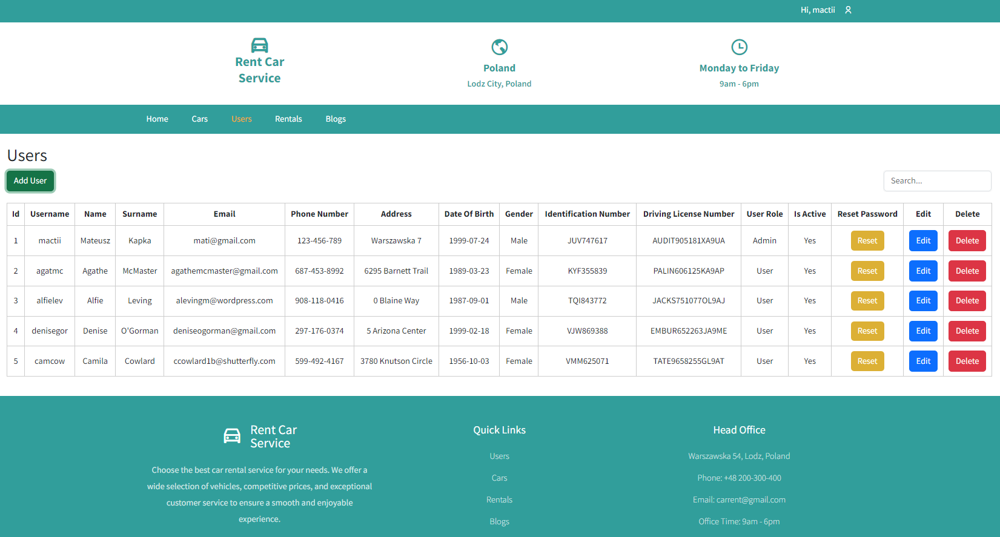 Hi, mactii
Rent Car
Service
Poland
Lodz City, Poland
Monday to Friday
9am - 6pm
Home Cars Users Rentals Blogs
Users
Add User
Search...
Id Username Name Surname Email Phone Number Address Date Of Birth Gender Identification Number Driving License Number User Role Is Active Reset Password Edit Delete
1 mactii Mateusz Kapka mati@gmail.com 123-456-789 Warszawska 7 1999-07-24 Male JUV747617 AUDIT905181XA9UA Admin Yes Reset Edit Delete
2 agatmc Agathe McMaster agathemcmaster@gmail.com 687-453-8992 6295 Barnett Trail 1989-03-23 Female KYF355839 PALIN606125KA9AP User Yes Reset Edit Delete
3 alfielev Alfie Leving alevingm@wordpress.com 908-118-0416 0 Blaine Way 1987-09-01 Male TQI843772 JACKS751077OL9AJ User Yes Reset Edit Delete
4 denisegor Denise O'Gorman deniseogorman@gmail.com 297-176-0374 5 Arizona Center 1999-02-18 Female VJW869388 EMBUR652263JA9ME User Yes Reset Edit Delete
5 camcow Camila Cowlard ccowlard1b@shutterfly.com 599-492-4167 3780 Knutson Circle 1956-10-03 Female VMM625071 TATE9658255GL9AT User Yes Reset Edit Delete
Rent Car
Service
Choose the best car rental service for your needs. We offer a
wide selection of vehicles, competitive prices, and exceptional
customer service to ensure a smooth and enjoyable
experience.
Quick Links
Users
Cars
Rentals
Blogs
Head Office
Warszawska 54, Lodz, Poland
Phone: +48 200-300-400
Email: carrent@gmail.com
Office Time: 9am - 6pm